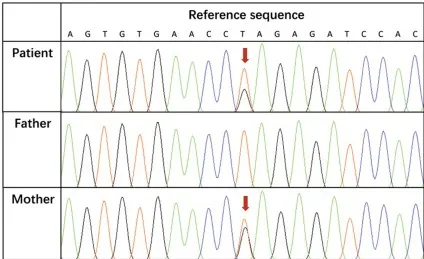 Reference sequence
A G T G T G A A C C T A G A G A T C C A C
Patient
Father
Mother